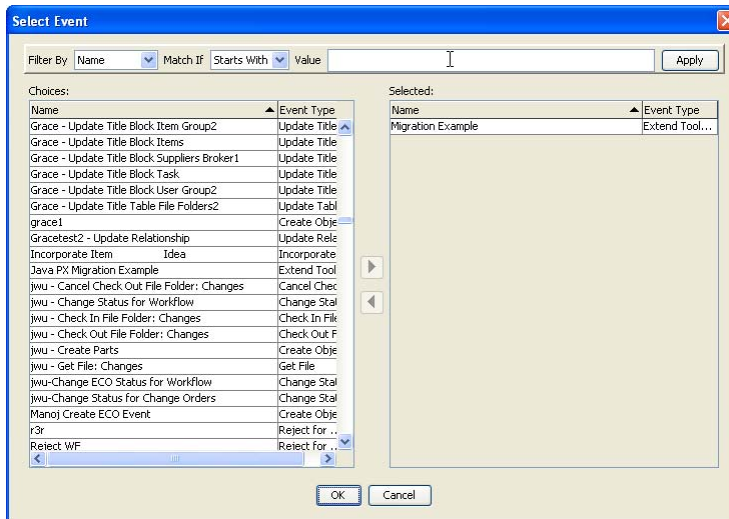 Select Event
Filter By Name Match If Starts With Value Apply
Choices:
Name Event Type
Grace - Update Title Block Item Group2 Update Title
Grace - Update Title Block Items Update Title
Grace - Update Title Block Suppliers Broker1 Update Title
Grace - Update Title Block Task Update Title
Grace - Update Title Block User Group2 Update Title
Grace - Update Title Table File Folders2 Update Tabl
grace1 Create Obje
Gracetest2 - Update Relationship Update Rela
Incorporate Item Idea Incorporate
Java PX Migration Example Extend Tool
jwu - Cancel Check Out File Folder: Changes Cancel Chec
jwu - Change Status for Workflow Change Stat
jwu - Check In File Folder: Changes Check In File
jwu - Check Out File Folder: Changes Check Out F
jwu - Create Parts Create Obje
jwu - Get File: Changes Get File
jwu-Change ECO Status for Workflow Change Stat
jwu-Change Status for Change Orders Change Stat
Manoj Create ECO Event Create Obje
r3r Reject for ..
Reject WF Reject for ..
Selected:
Name Event Type
Migration Example Extend Tool...
OK Cancel